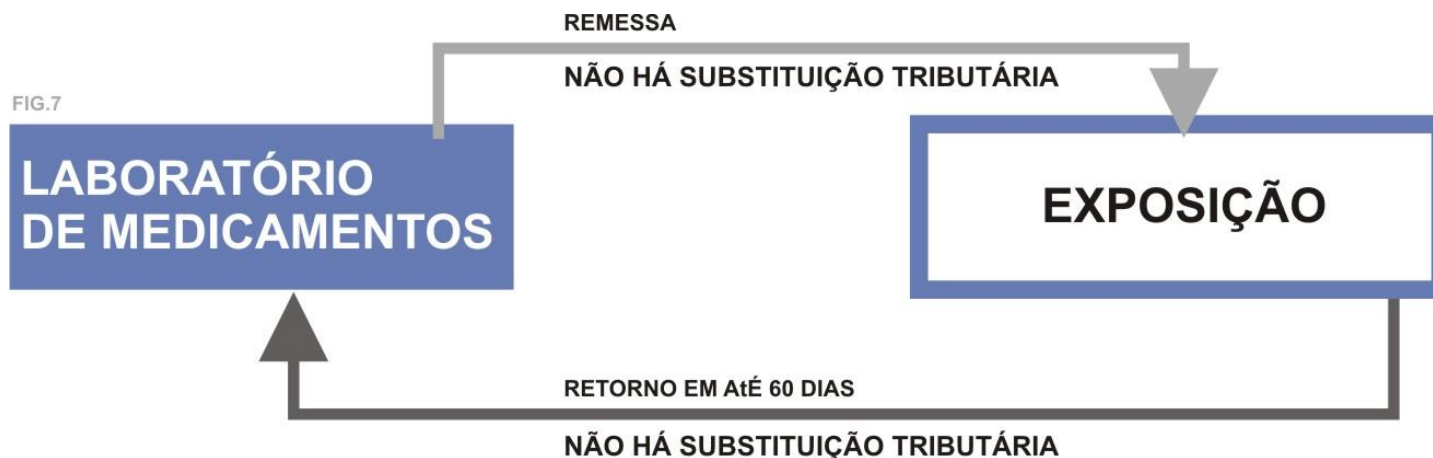 REMESSA
NÃO HÁ SUBSTITUIÇÃO TRIBUTÁRIA
FIG.7
LABORATÓRIO
DE MEDICAMENTOS
EXPOSIÇÃO
RETORNO EM AtÉ 60 DIAS
NÃO HÁ SUBSTITUIÇÃO TRIBUTÁRIA